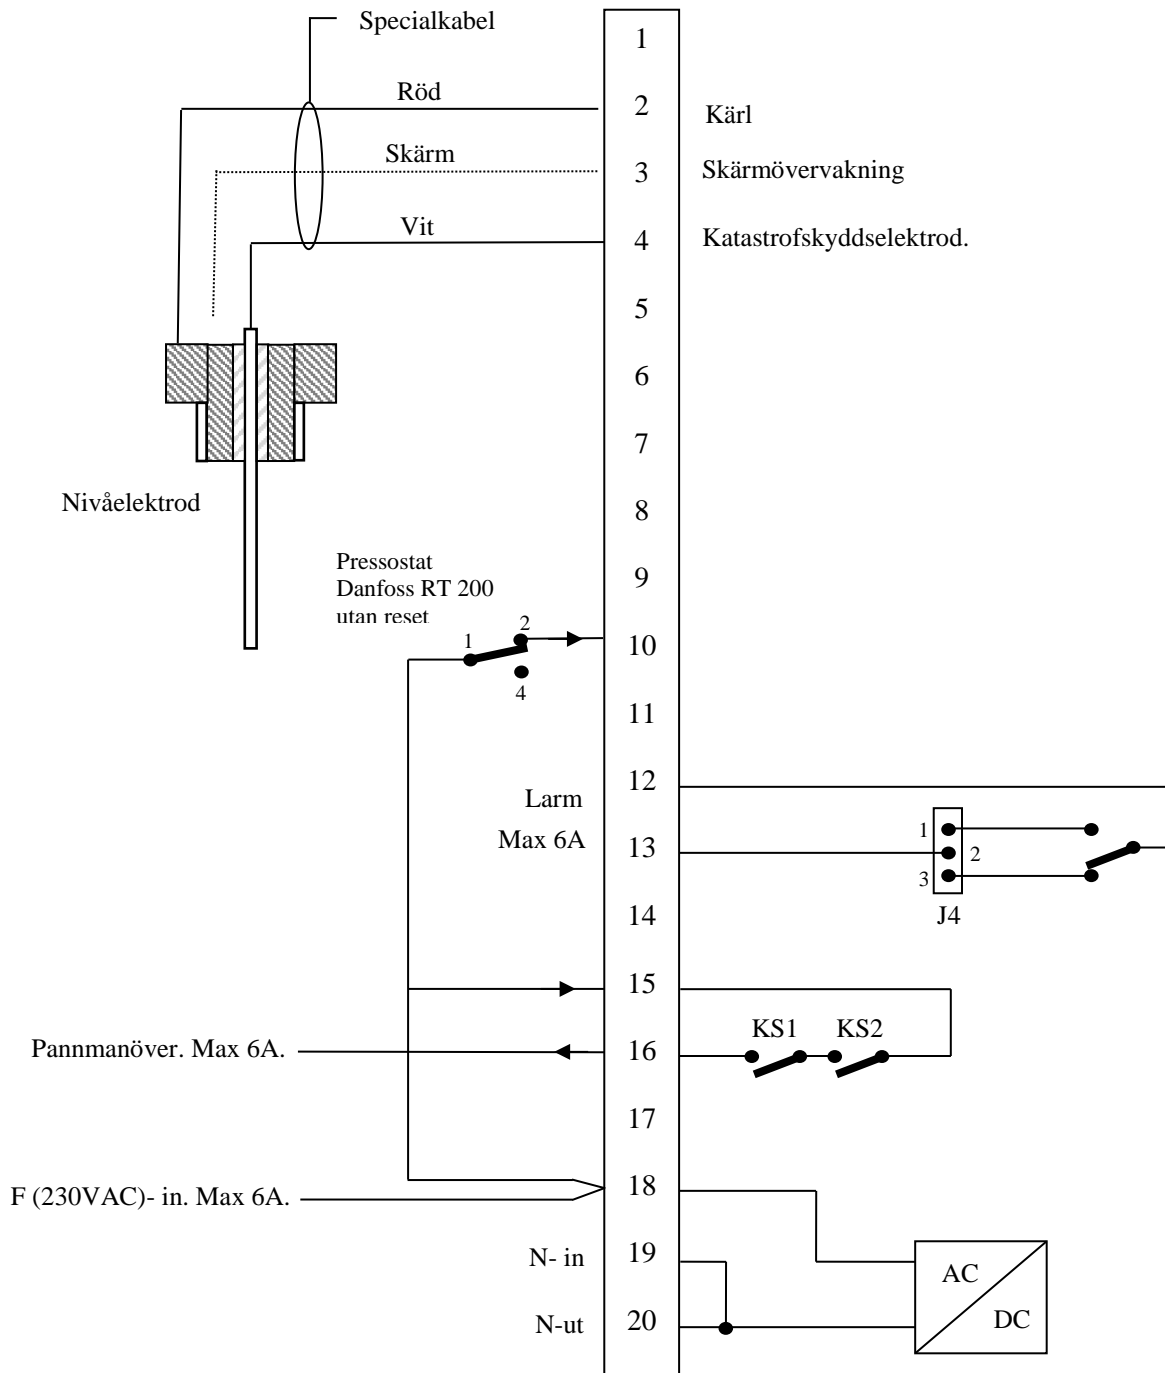 Specialkabel
1
Röd
2
Kärl
Skärm
3
Skärmövervakning
Vit
4
Katastrofskyddselektrod.
5
6
7
Nivåelektrod
8
Pressostat
Danfoss RT 200
utan reset
9
1
2
4
10
11
12
Larm
Max 6A
13
1
2
3
J4
14
15
KS1
KS2
Pannmanöver. Max 6A.
16
17
F (230VAC)- in. Max 6A.
18
N- in
19
AC
DC
N-ut
20